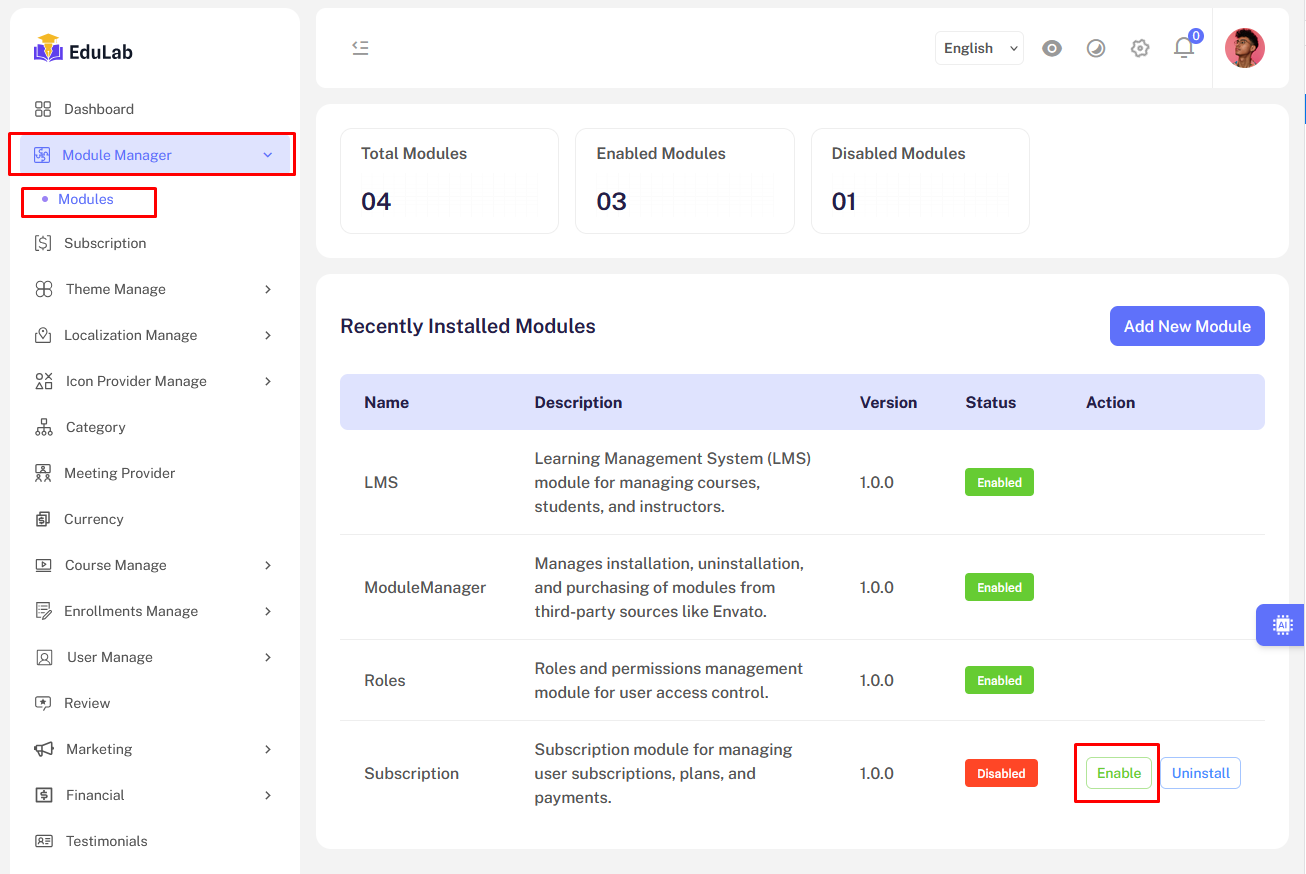 EduLab
Dashboard
Module Manager
Modules
Subscription
Theme Manage
Localization Manage
Icon Provider Manage
Category
Meeting Provider
Currency
Course Manage
Enrollments Manage
User Manage
Review
Marketing
Financial
Testimonials
English
0
Total Modules
04
Enabled Modules
03
Disabled Modules
01
Recently Installed Modules
Add New Module
Name Description Version Status Action
LMS
Learning Management System (LMS)
module for managing courses,
students, and instructors.
1.0.0
Enabled
ModuleManager
Manages installation, uninstallation,
and purchasing of modules from
third-party sources like Envato.
1.0.0
Enabled
Roles
Roles and permissions management
module for user access control.
1.0.0
Enabled
Subscription
Subscription module for managing
user subscriptions, plans, and
payments.
1.0.0
Disabled
Enable
Uninstall
AI